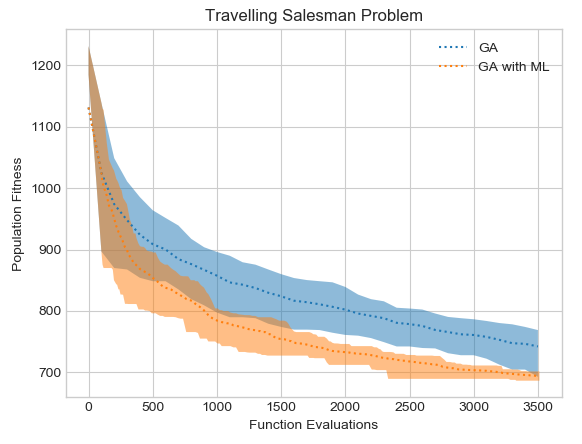 Travelling Salesman Problem
GA
GA with ML
1200
1100
1000
900
800
700
Population Fitness
0 500 1000 1500 2000 2500 3000 3500
Function Evaluations